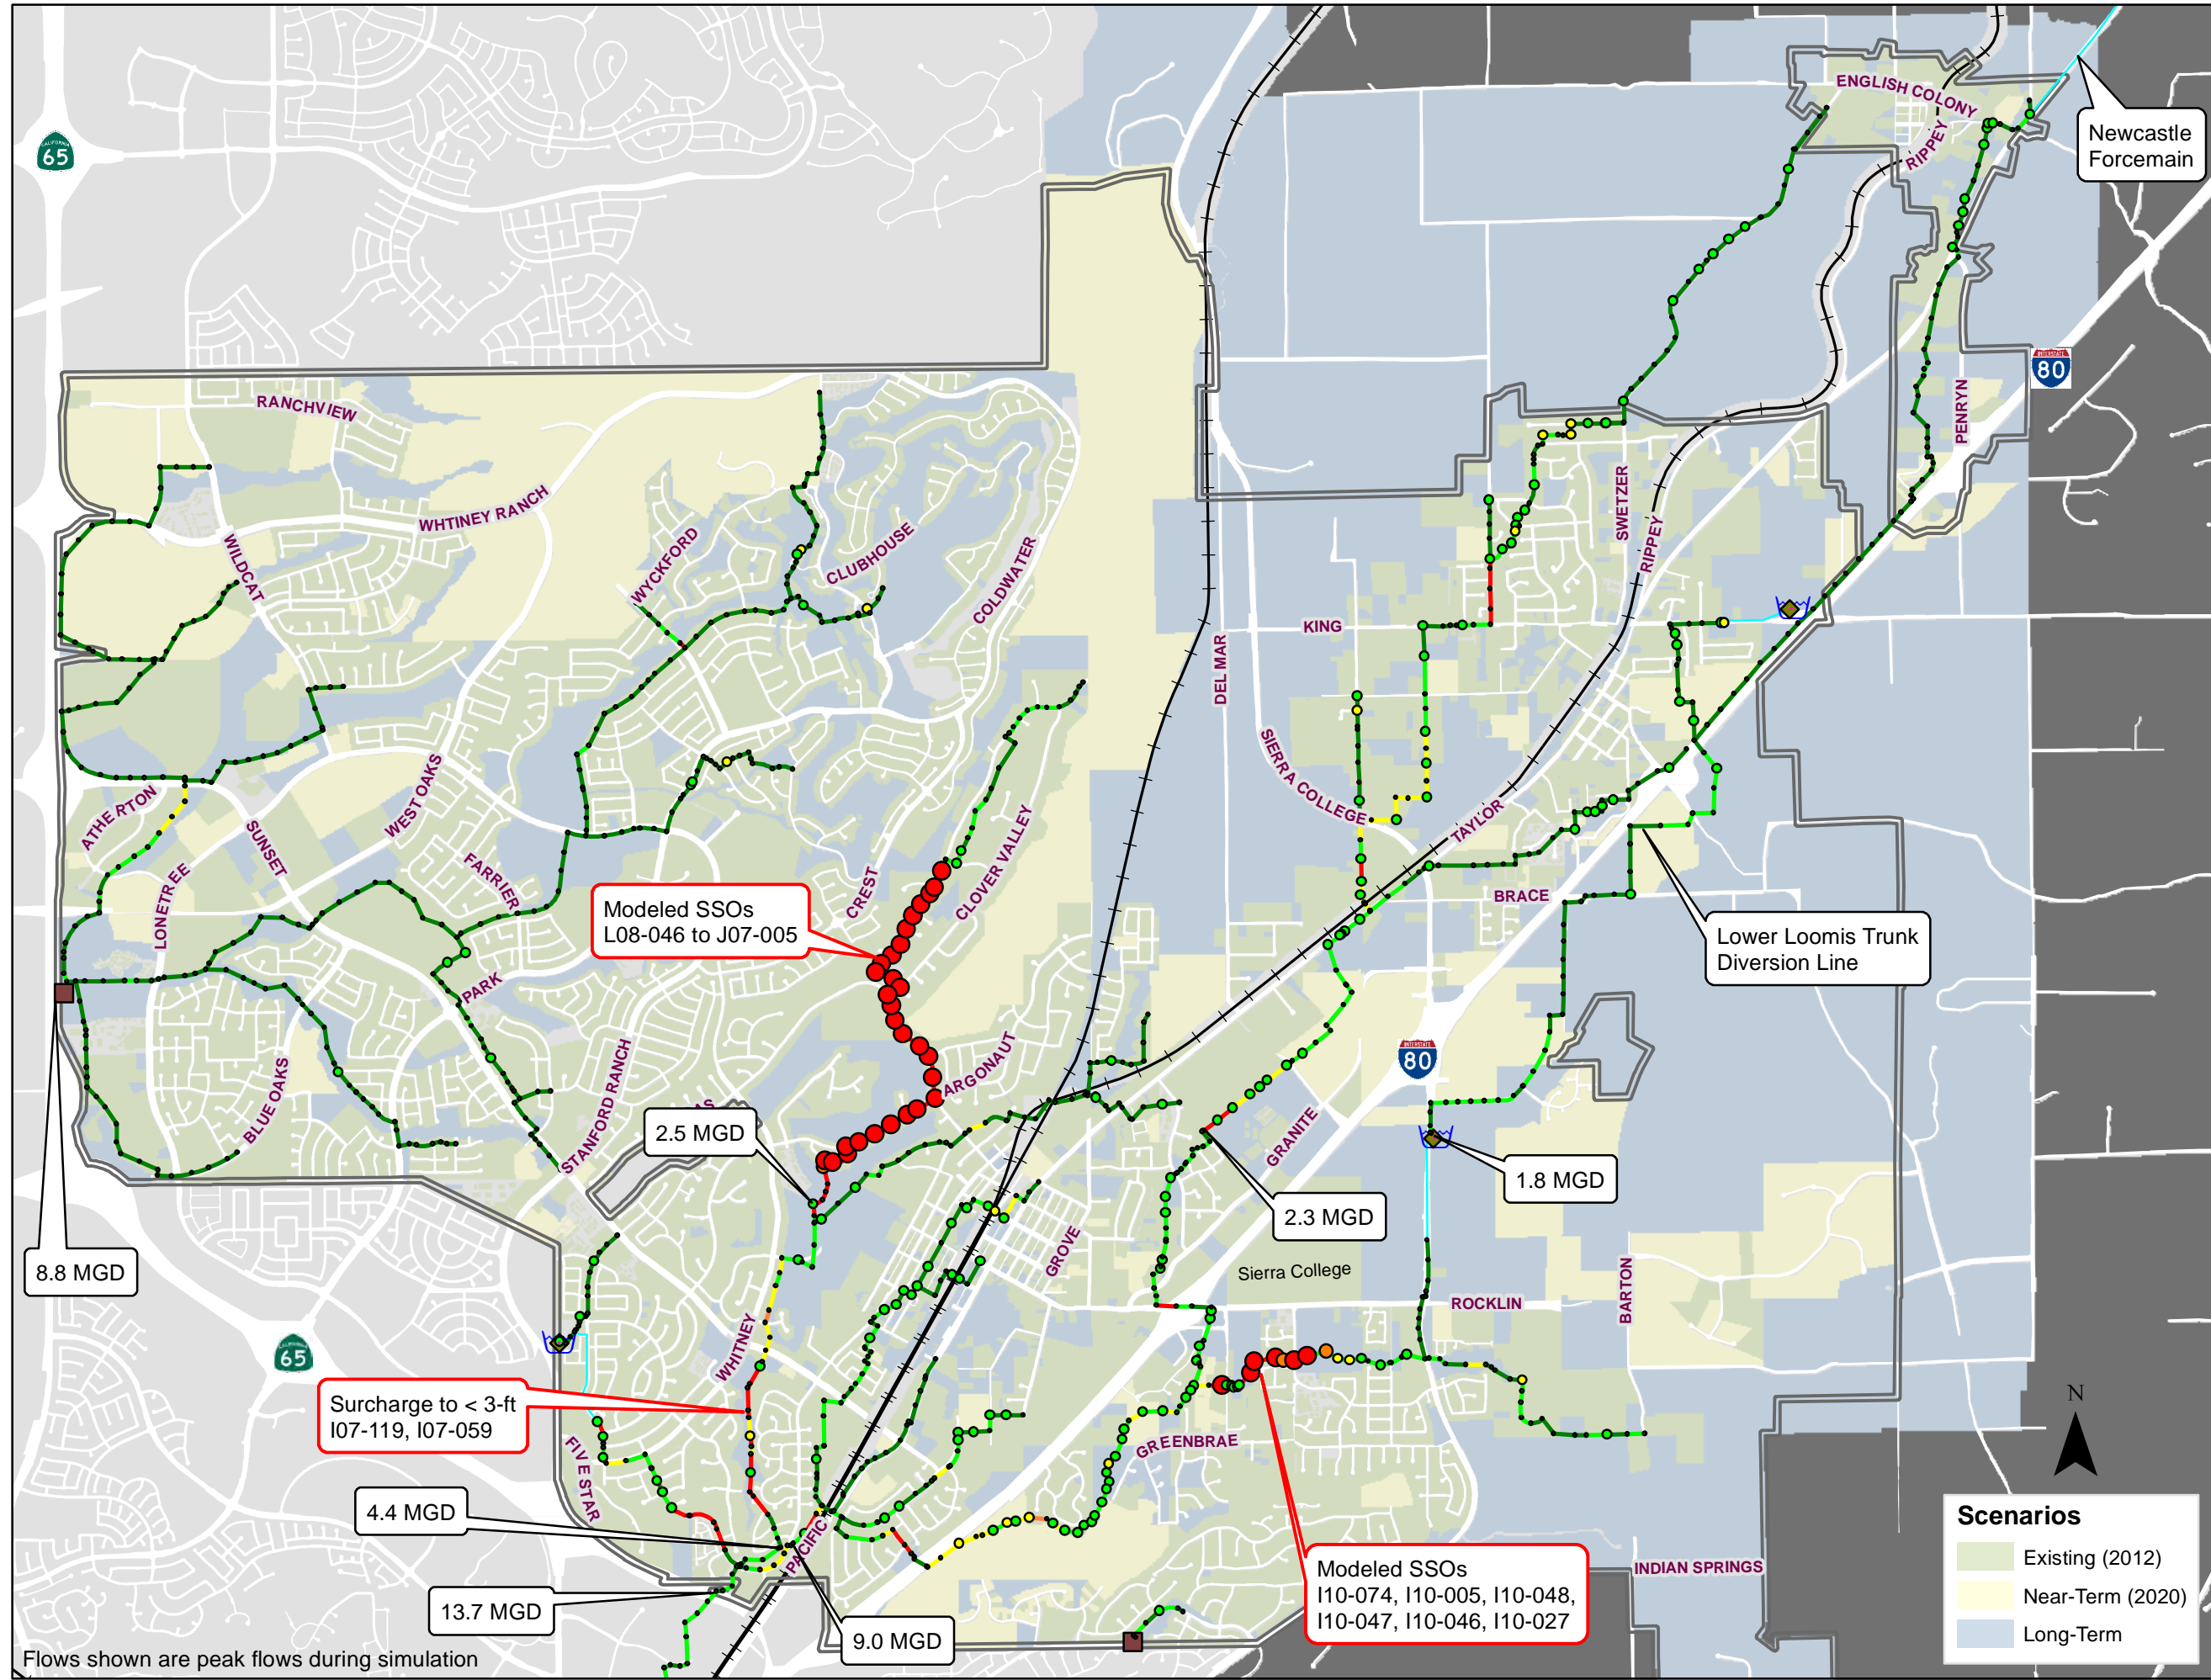 ENGLISH COLONY
CALIFORNIA
65
RIPPEY
Newcastle
Forcemain
INTERSTATE
80
RANCHVIEW
PENRYN
WHTINEY RANCH
WILDCAT
WYCKFORD
CLUBHOUSE
COLDWATER
SWETZER
RIPPEY
KING
DEL MAR
SIERRA COLLEGE
TAYLOR
ATHERTON
SUNSET
WEST OAKS
LONETREE
FARRIER
CREST
CLOVER VALLEY
BRACE
Modeled SSOs
L08-046 to J07-005
Lower Loomis Trunk
Diversion Line
PARK
BLUE OAKS
STANFORD RANCH
ARGONAUT
INTERSTATE
80
GRANITE
2.5 MGD
1.8 MGD
2.3 MGD
8.8 MGD
GROVE
Sierra College
ROCKLIN
BARTON
CALIFORNIA
65
WHITNEY
Surcharge to < 3-ft
I07-119, I07-059
FIVE STAR
GREENBRAE
4.4 MGD
PACIFIC
13.7 MGD
9.0 MGD
Modeled SSOs
I10-074, I10-005, I10-048,
I10-047, I10-046, I10-027
INDIAN SPRINGS
N
Scenarios
Existing (2012)
Near-Term (2020)
Long-Term
Flows shown are peak flows during simulation